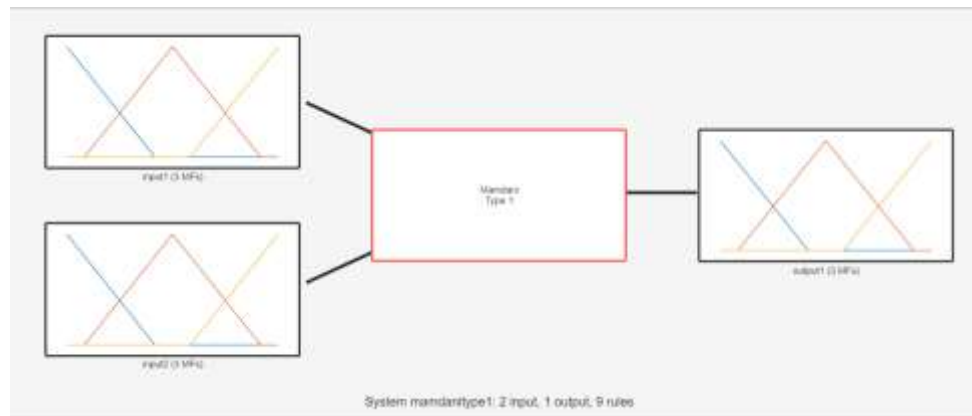 input1 (3 MFs)
Mamdani
Type 1
output1 (3 MFs)
input2 (3 MFs)
System mamdanitype1: 2 input, 1 output, 9 rules